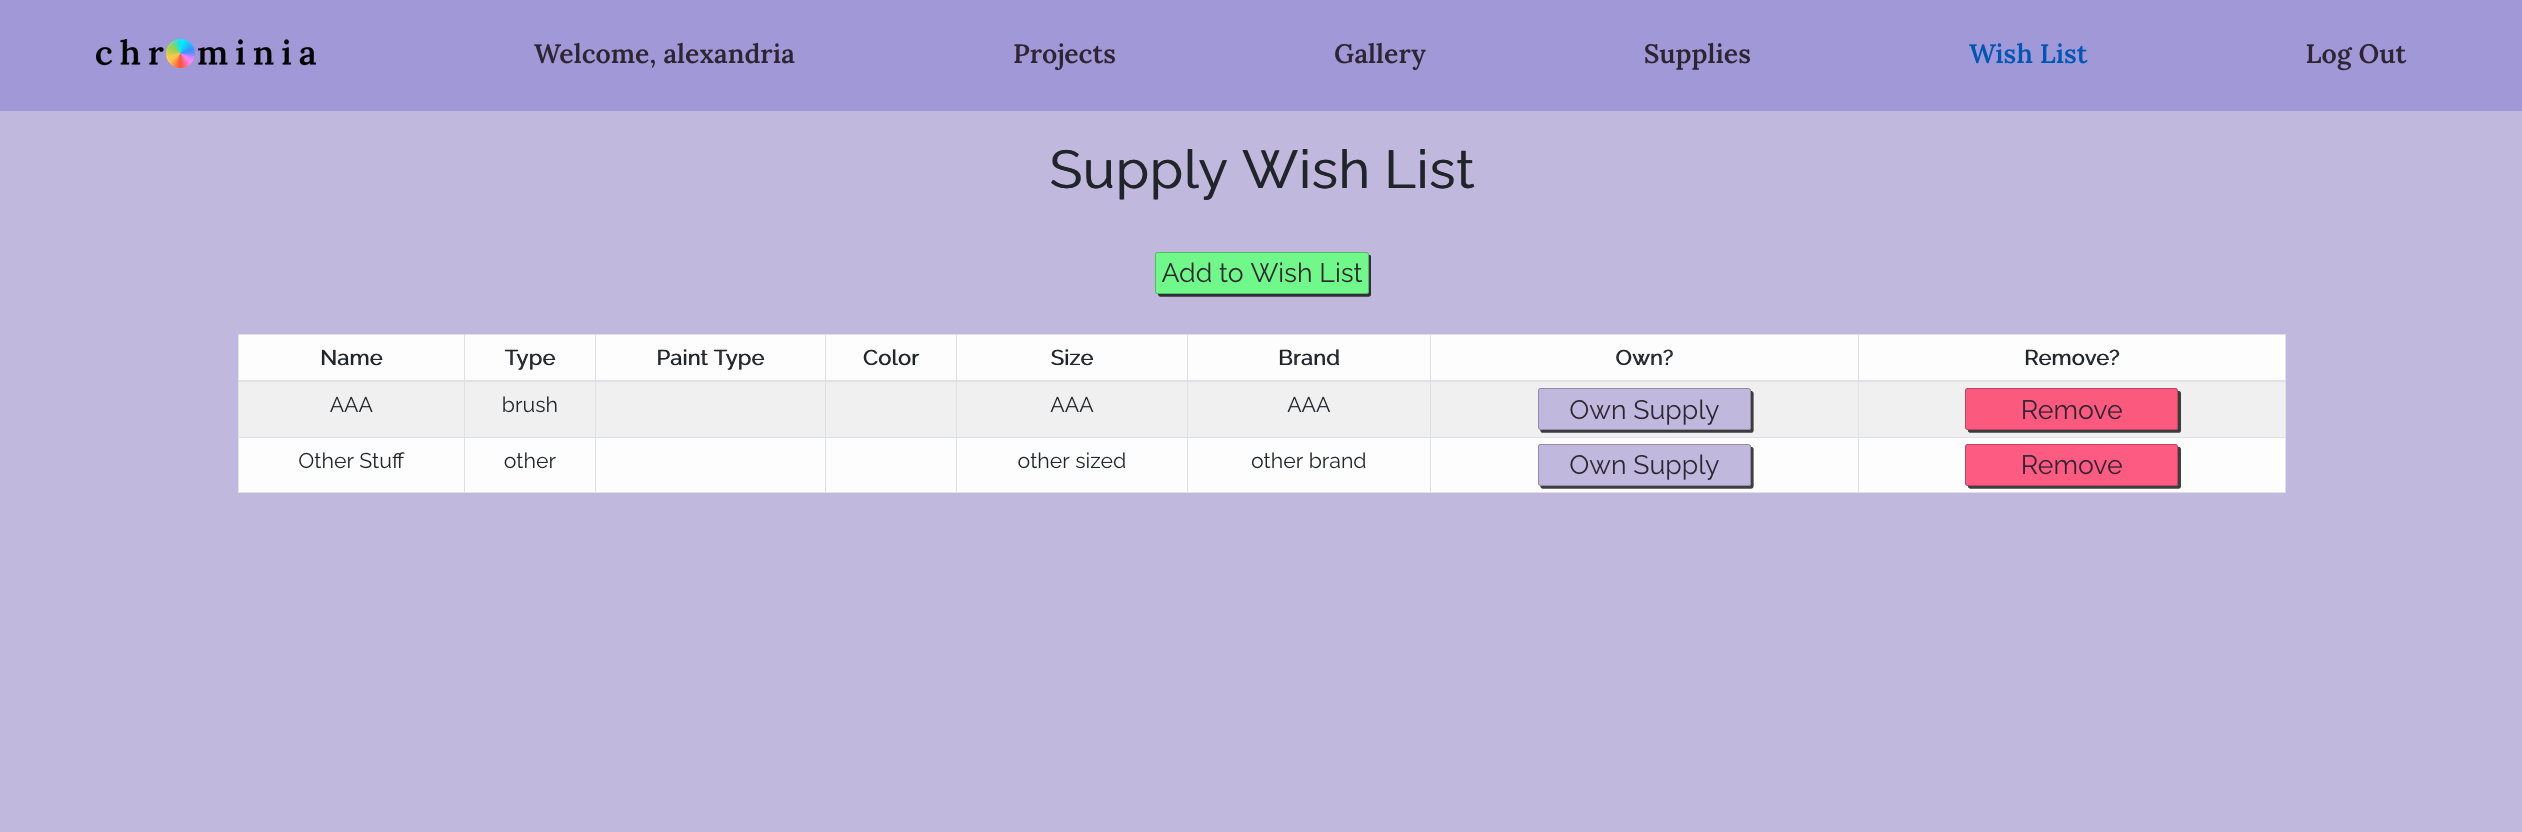 chrominia Welcome, alexandria Projects Gallery Supplies Wish List Log Out
Supply Wish List
Add to Wish List
Name Type Paint Type Color Size Brand Own? Remove?
AAA brush AAA AAA Own Supply Remove
Other Stuff other other sized other brand Own Supply Remove